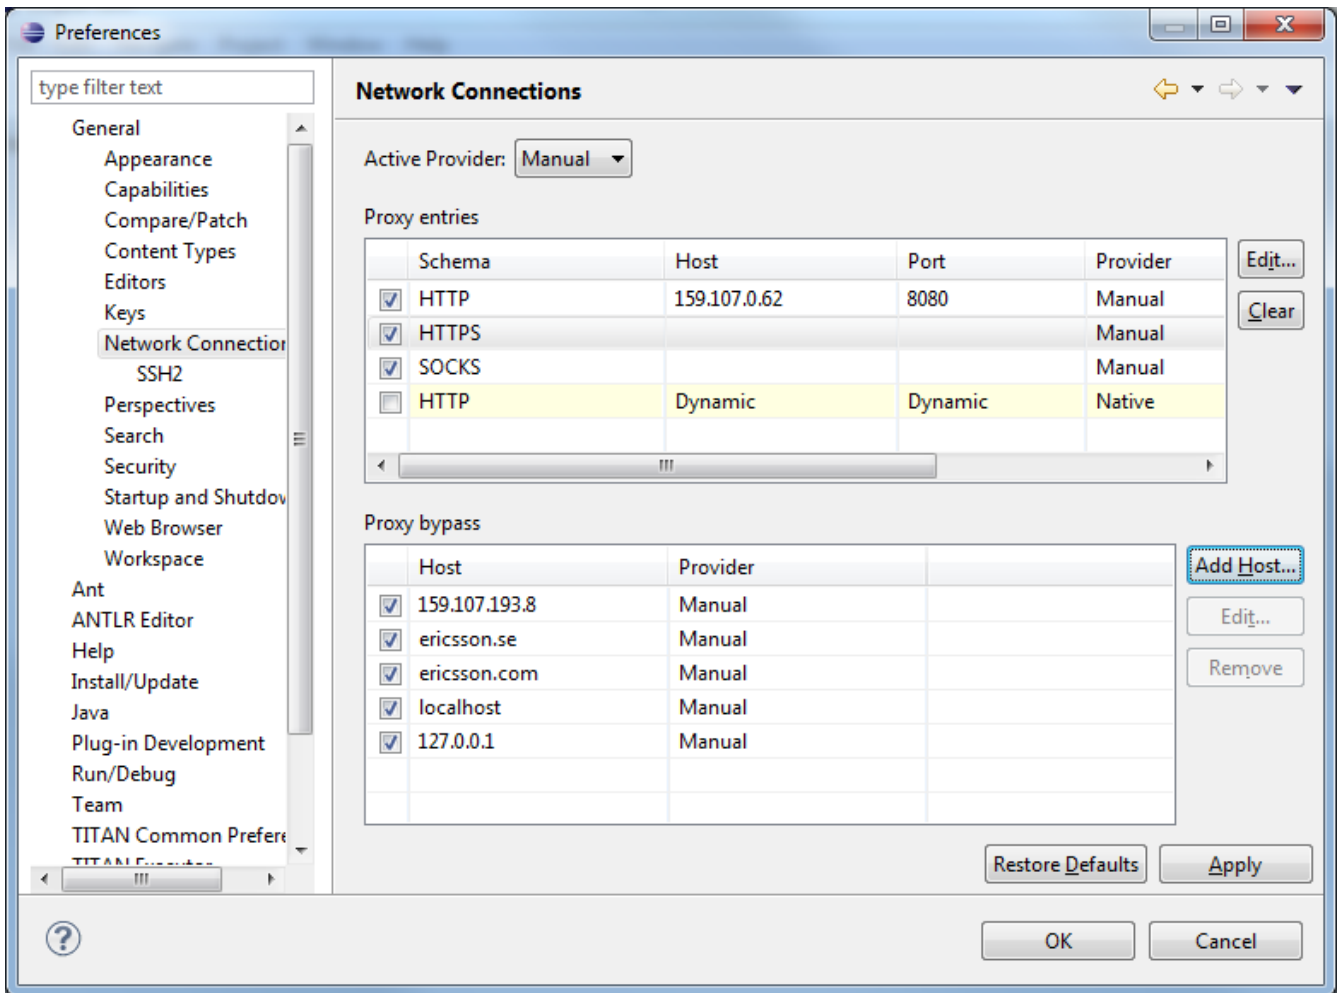 Preferences
type filter text
General
Appearance
Capabilities
Compare/Patch
Content Types
Editors
Keys
Network Connection
SSH2
Perspectives
Search
Security
Startup and Shutdov
Web Browser
Workspace
Ant
ANTLR Editor
Help
Install/Update
Java
Plug-in Development
Run/Debug
Team
TITAN Common Prefere
TITAN Executor
Network Connections
Active Provider: Manual
Proxy entries
Schema Host Port Provider
HTTP 159.107.0.62 8080 Manual
HTTPS Manual
SOCKS Manual
HTTP Dynamic Dynamic Native
Edit...
Clear
Proxy bypass
Host Provider
159.107.193.8 Manual
ericsson.se Manual
ericsson.com Manual
localhost Manual
127.0.0.1 Manual
Add Host...
Edit...
Remove
Restore Defaults Apply
OK Cancel